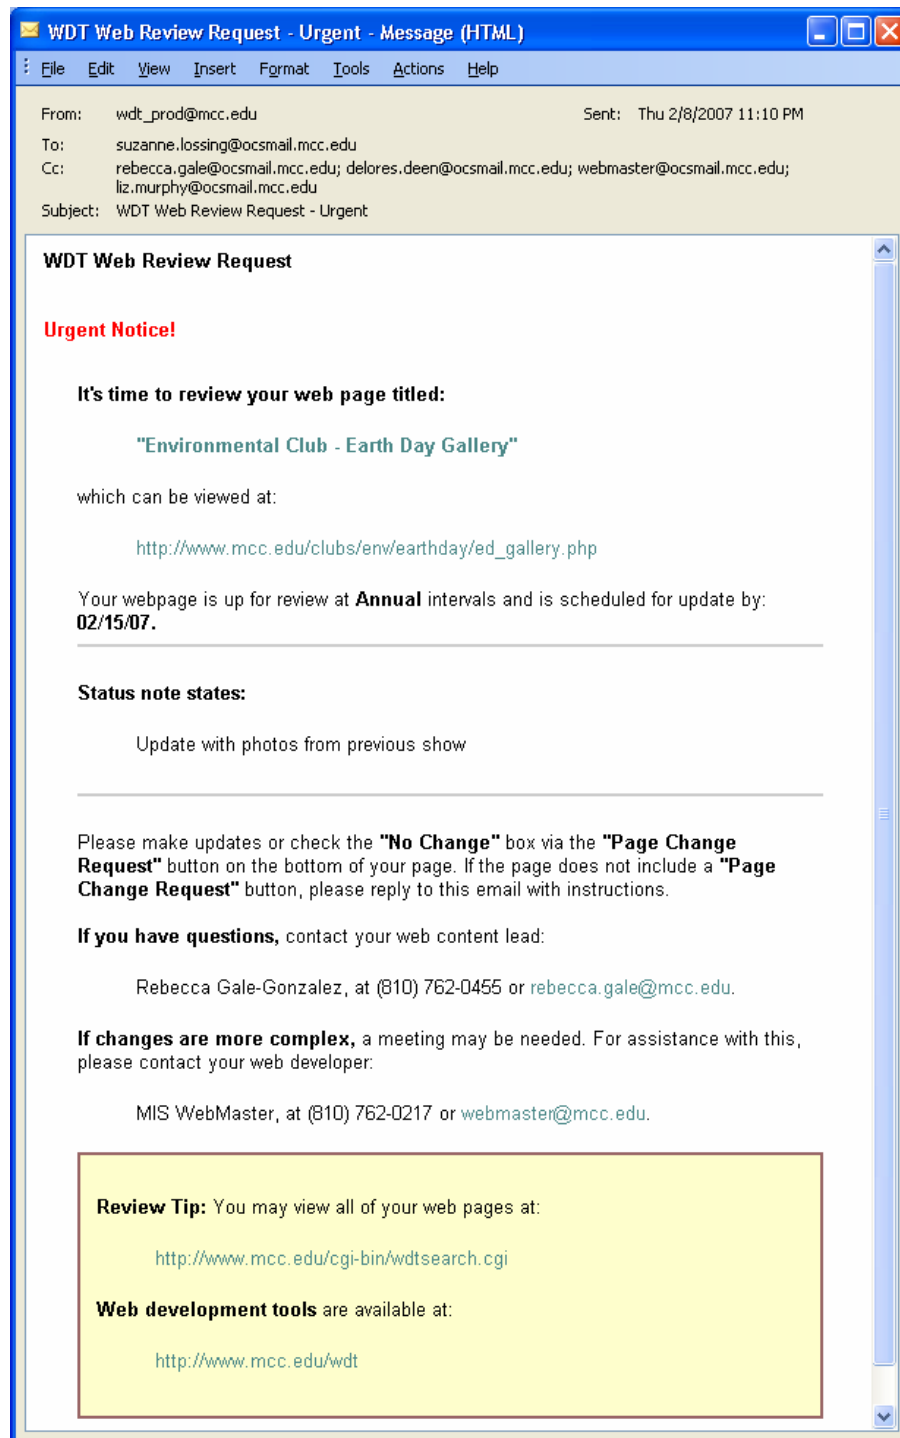 WDT Web Review Request - Urgent - Message (HTML)
File Edit View Insert Format Tools Actions Help
From: wdt_prod@mcc.edu Sent: Thu 2/8/2007 11:10 PM
To: suzanne.lossing@ocsmail.mcc.edu
Cc: rebecca.gale@ocsmail.mcc.edu; delores.deen@ocsmail.mcc.edu; webmaster@ocsmail.mcc.edu;
liz.murphy@ocsmail.mcc.edu
Subject: WDT Web Review Request - Urgent
WDT Web Review Request
Urgent Notice!
It's time to review your web page titled:
"Environmental Club - Earth Day Gallery"
which can be viewed at:
http://www.mcc.edu/clubs/env/earthday/ed_gallery.php
Your webpage is up for review at Annual intervals and is scheduled for update by:
02/15/07.
Status note states:
Update with photos from previous show
Please make updates or check the "No Change" box via the "Page Change
Request" button on the bottom of your page. If the page does not include a "Page
Change Request" button, please reply to this email with instructions.
If you have questions, contact your web content lead:
Rebecca Gale-Gonzalez, at (810) 762-0455 or rebecca.gale@mcc.edu.
If changes are more complex, a meeting may be needed. For assistance with this,
please contact your web developer:
MIS WebMaster, at (810) 762-0217 or webmaster@mcc.edu.
Review Tip: You may view all of your web pages at:
http://www.mcc.edu/cgi-bin/wdtsearch.cgi
Web development tools are available at:
http://www.mcc.edu/wdt